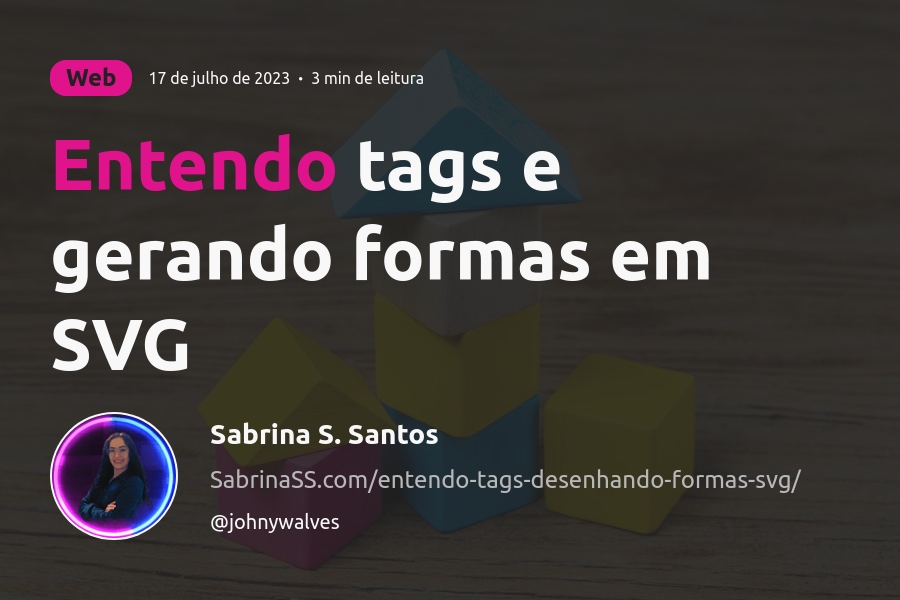 Web
17 de julho de 2023 • 3 min de leitura
Entendo tags e
gerando formas em
SVG
Sabrina S. Santos
SabrinaSS.com/entendo-tags-desenhando-formas-svg/
@johnywalves